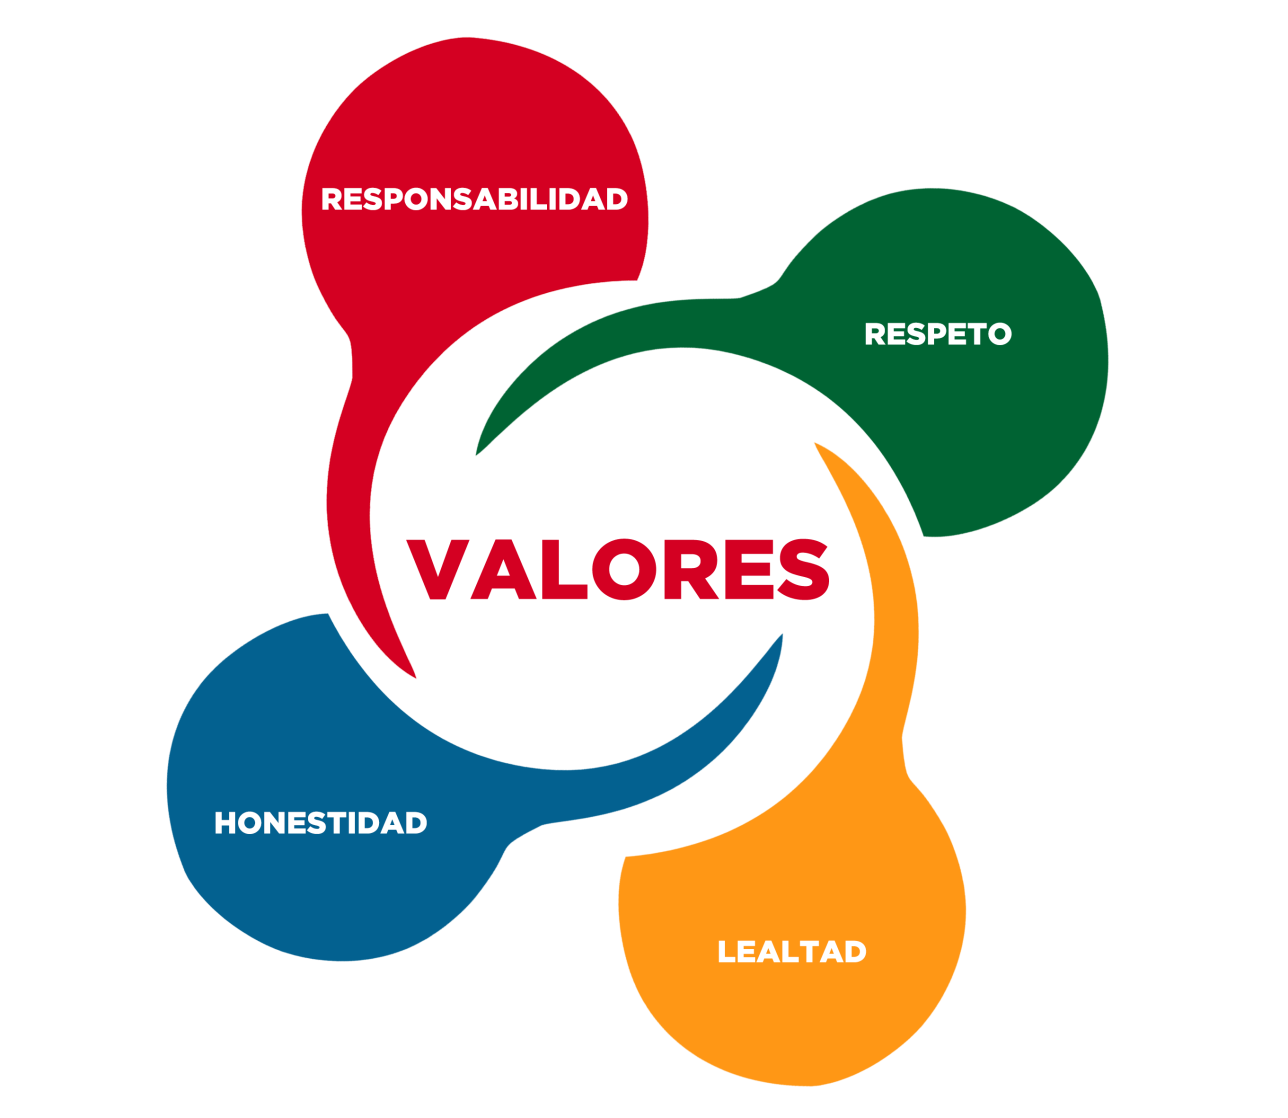 RESPONSABILIDAD
RESPETO
VALORES
HONESTIDAD
LEALTAD